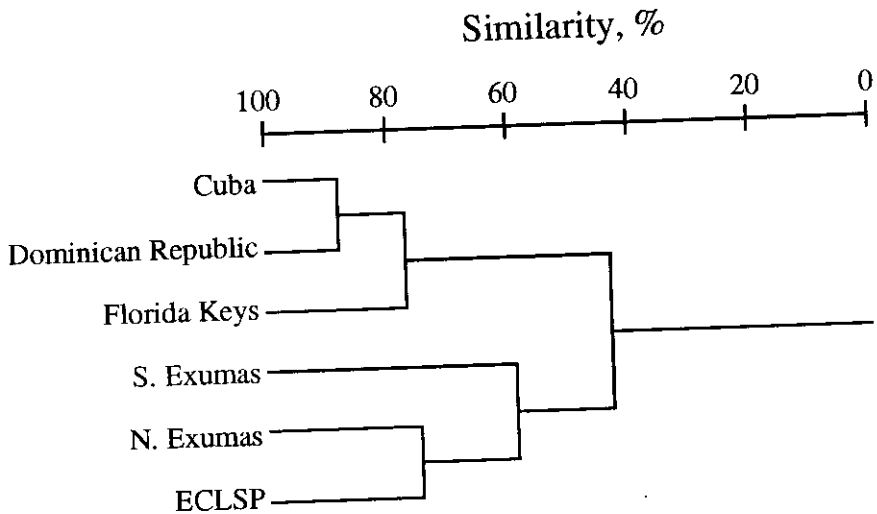 Similarity, %
100 80 60 40 20 0
Cuba
Dominican Republic
Florida Keys
S. Exumas
N. Exumas
ECLSP